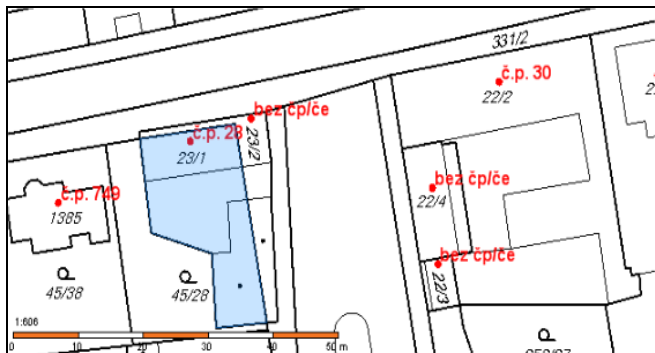 331/2
č.p. 30
22/2
bez čp/če
č.p. 28
23/1
23/2
bez čp/če
22/4
č.p. 749
1385
bez čp/če
22/3
45/38
45/28
1:606
0 10 20 30 40 50 m